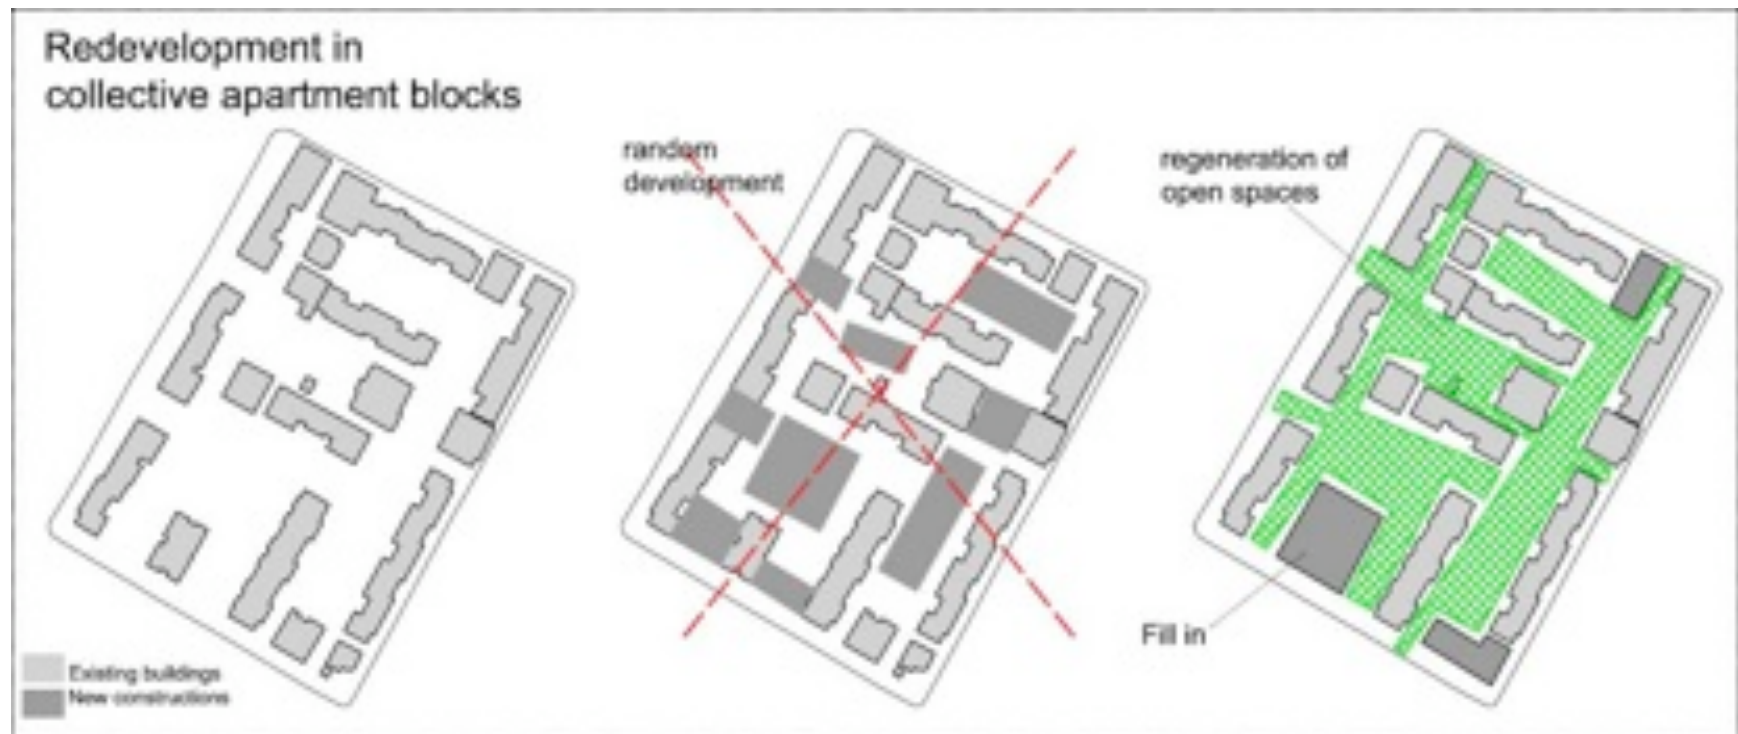 Redevelopment in
collective apartment blocks
random
development
regeneration of
open spaces
Fill in
Existing buildings
New constructions